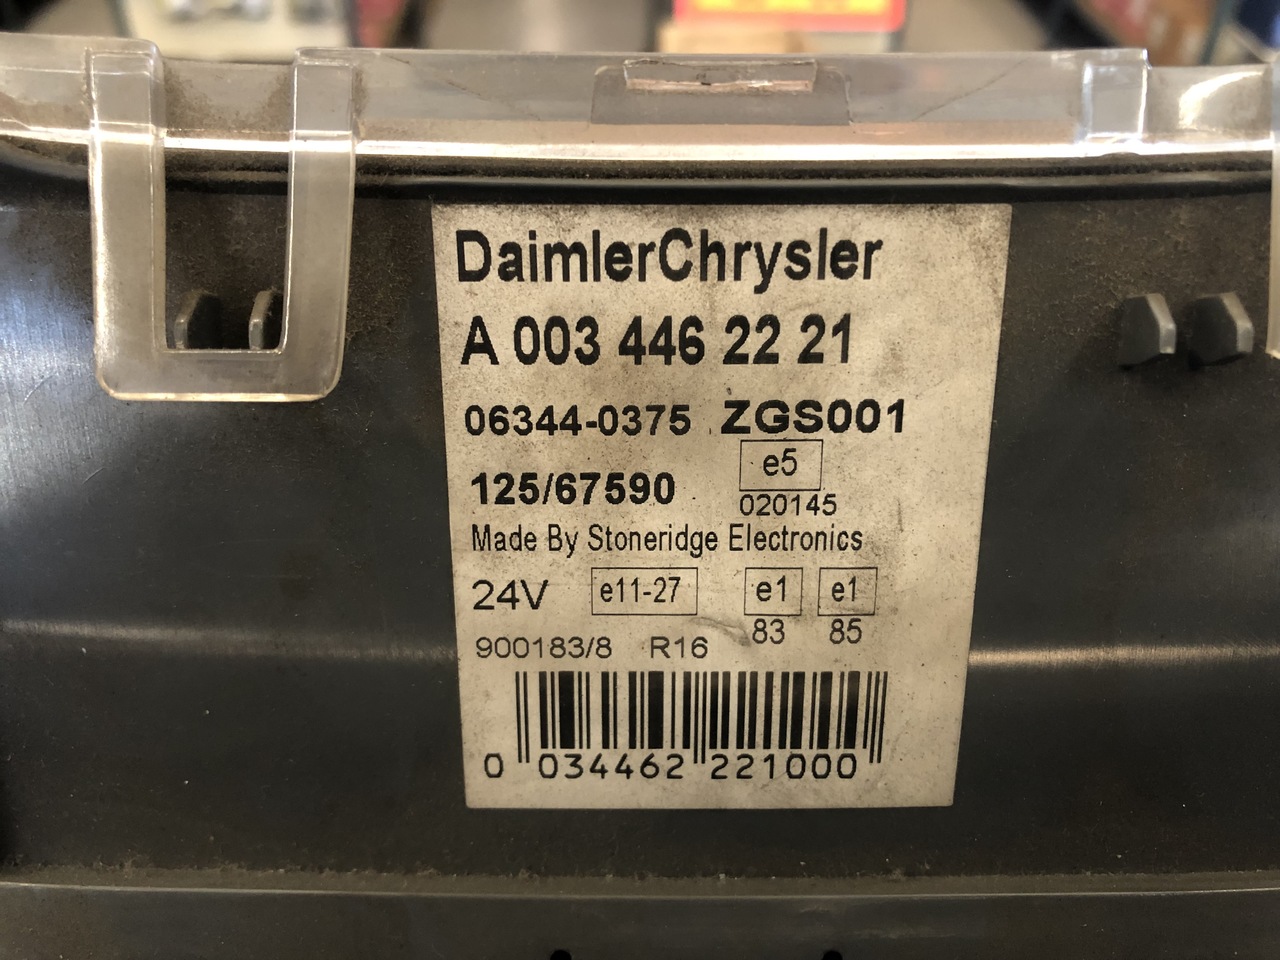 DaimlerChrysler
A 003 446 22 21
06344-0375 ZGS001
e5
125/67590
020145
Made By Stoneridge Electronics
24V e11-27 e1 e1
83 85
900183/8 R16
0 034462 221000